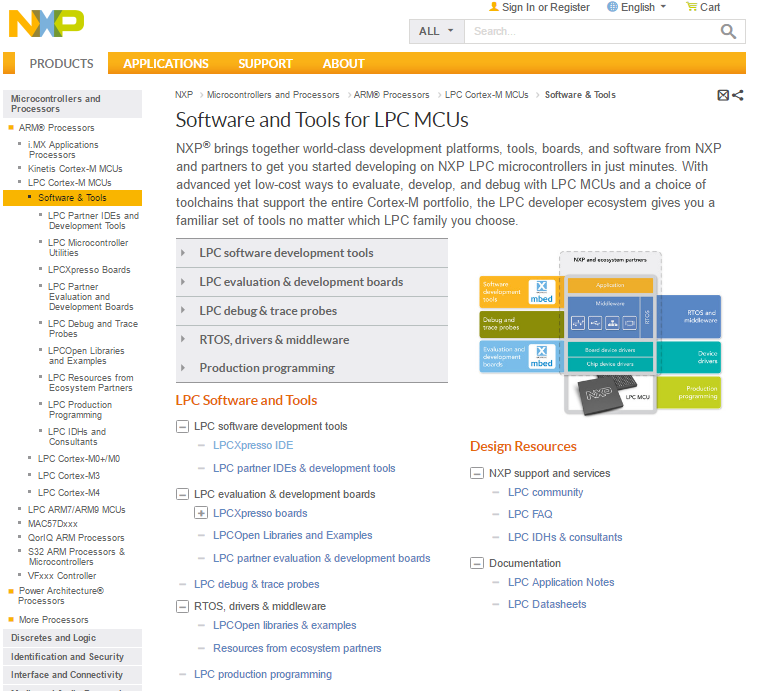 NXP
Sign In or Register
English
Cart
ALL
Search...
PRODUCTS
APPLICATIONS
SUPPORT
ABOUT
Microcontrollers and
Processors
ARM® Processors
i.MX Applications
Processors
Kinetis Cortex-M MCUs
LPC Cortex-M MCUs
Software & Tools
LPC Partner IDEs and
Development Tools
LPC Microcontroller
Utilities
LPCXpresso Boards
LPC Partner
Evaluation and
Development Boards
LPC Debug and Trace
Probes
LPCOpen Libraries
and Examples
LPC Resources from
Ecosystem Partners
LPC Production
Programming
LPC IDHs and
Consultants
LPC Cortex-M0+/M0
LPC Cortex-M3
LPC Cortex-M4
LPC ARM7/ARM9 MCUs
MAC57Dxxx
QorIQ ARM Processors
S32 ARM Processors &
Microcontrollers
VFxxx Controller
Power Architecture®
Processors
More Processors
Discretes and Logic
Identification and Security
Interface and Connectivity
NXP > Microcontrollers and Processors > ARM® Processors > LPC Cortex-M MCUs > Software & Tools
Software and Tools for LPC MCUs
NXP® brings together world-class development platforms, tools, boards, and software from NXP
and partners to get you started developing on NXP LPC microcontrollers in just minutes. With
advanced yet low-cost ways to evaluate, develop, and debug with LPC MCUs and a choice of
toolchains that support the entire Cortex-M portfolio, the LPC developer ecosystem gives you a
familiar set of tools no matter which LPC family you choose.
LPC software development tools
LPC evaluation & development boards
LPC debug & trace probes
RTOS, drivers & middleware
Production programming
NXP and ecosystem partners
Software
development
tools
mbed
Application
Middleware
RTOS
Debug and
trace probes
RTOS and
middleware
Evaluation and
development
boards
mbed
Board device drivers
Chip device drivers
Device
drivers
NXP
LPC MCU
Production
programming
LPC Software and Tools
LPC software development tools
LPCXpresso IDE
LPC partner IDEs & development tools
LPC evaluation & development boards
LPCXpresso boards
LPCOpen Libraries and Examples
LPC partner evaluation & development boards
LPC debug & trace probes
RTOS, drivers & middleware
LPCOpen libraries & examples
Resources from ecosystem partners
LPC production programming
Design Resources
NXP support and services
LPC community
LPC FAQ
LPC IDHs & consultants
Documentation
LPC Application Notes
LPC Datasheets